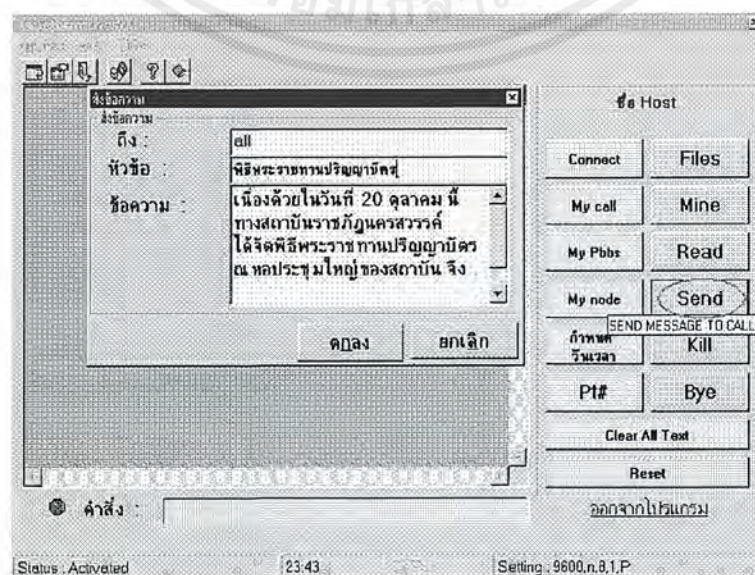 ส่งข้อความ
ส่งข้อความ
ถึง :
all
หัวข้อ :
พิธีพระราชทานปริญญาบัตร
ข้อความ :
เนื่องด้วยในวันที่ 20 ตุลาคม นี้
ทางสถาบันราชภัฏนครสวรรค์
ได้จัดพิธีพระราชทานปริญญาบัตร
ณ หอประชุมใหญ่ของสถาบัน จึง
ตกลง
ยกเลิก
ชื่อ Host
Connect
Files
My call
Mine
My Pbbs
Read
My node
Send
SEND MESSAGE TO CALL
กำหนด
วันเวลา
Kill
Pt#
Bye
Clear All Text
Reset
คำสั่ง :
ออกจากโปรแกรม
Status : Activated
23:43
Setting : 9600,n,8,1,P